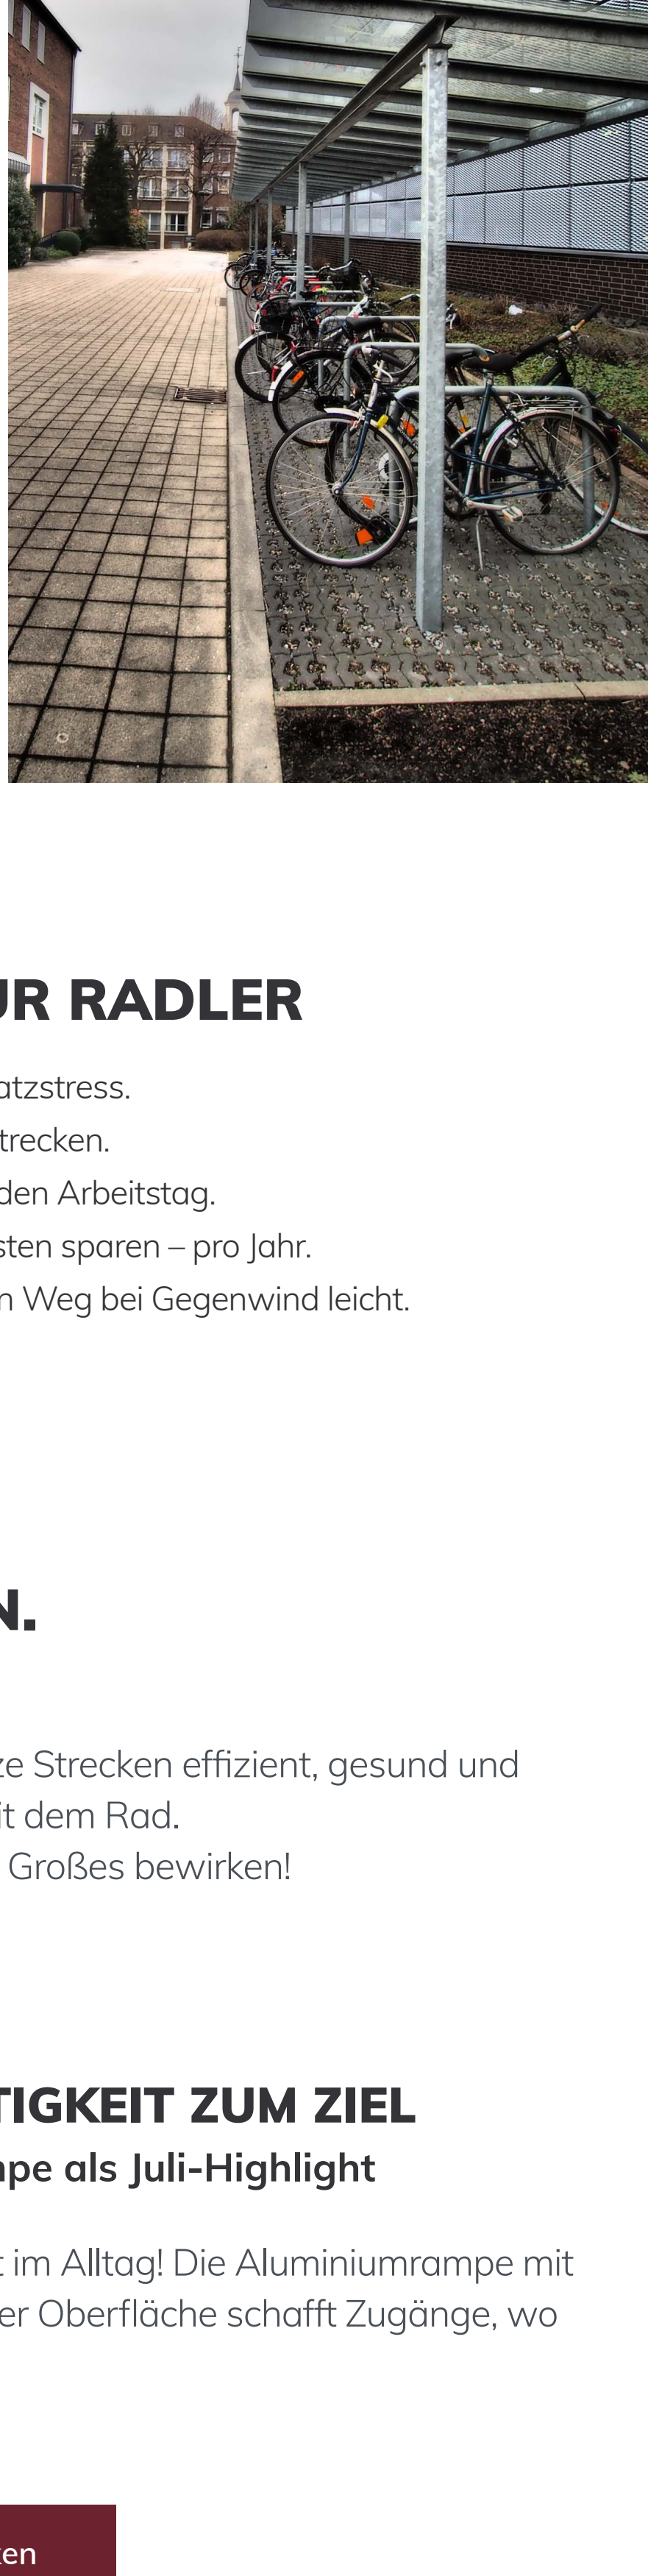 UR RADLER
atzstress.
trecken.
den Arbeitstag.
sten sparen – pro Jahr.
n Weg bei Gegenwind leicht.
N.
ze Strecken effizient, gesund und
it dem Rad.
Großes bewirken!
TIGKEIT ZUM ZIEL
mpe als Juli-Highlight
t im Alltag! Die Aluminiumrampe mit
er Oberfläche schafft Zugänge, wo
ken